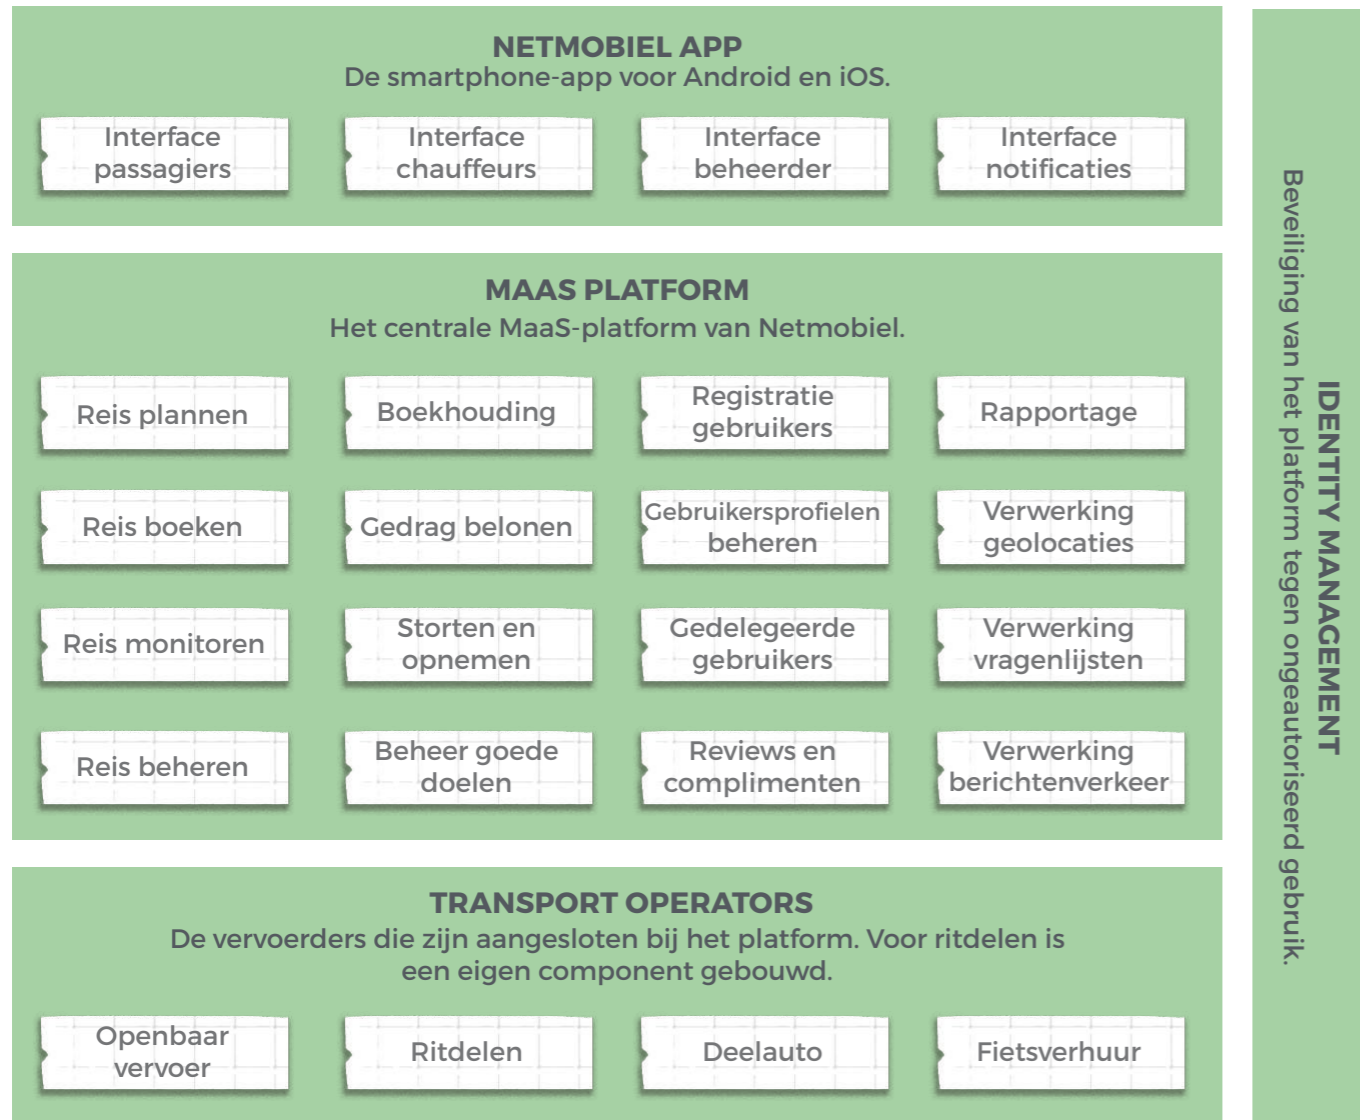 NETMOBIEL APP
De smartphone-app voor Android en iOS.
Interface
passagiers
Interface
chauffeurs
Interface
beheerder
Interface
notificaties
MAAS PLATFORM
Het centrale MaaS-platform van Netmobiel.
Reis plannen
Boekhouding
Registratie
gebruikers
Rapportage
Reis boeken
Gedrag belonen
Gebruikersprofielen
beheren
Verwerking
geolocaties
Reis monitoren
Storten en
opnemen
Gedelegeerde
gebruikers
Verwerking
vragenlijsten
Reis beheren
Beheer goede
doelen
Reviews en
complimenten
Verwerking
berichtenverkeer
TRANSPORT OPERATORS
De vervoerders die zijn aangesloten bij het platform. Voor ritdelen is
een eigen component gebouwd.
Openbaar
vervoer
Ritdelen
Deelauto
Fietsverhuur
IDENTITY MANAGEMENT
Beveiliging van het platform tegen ongeautoriseerd gebruik.